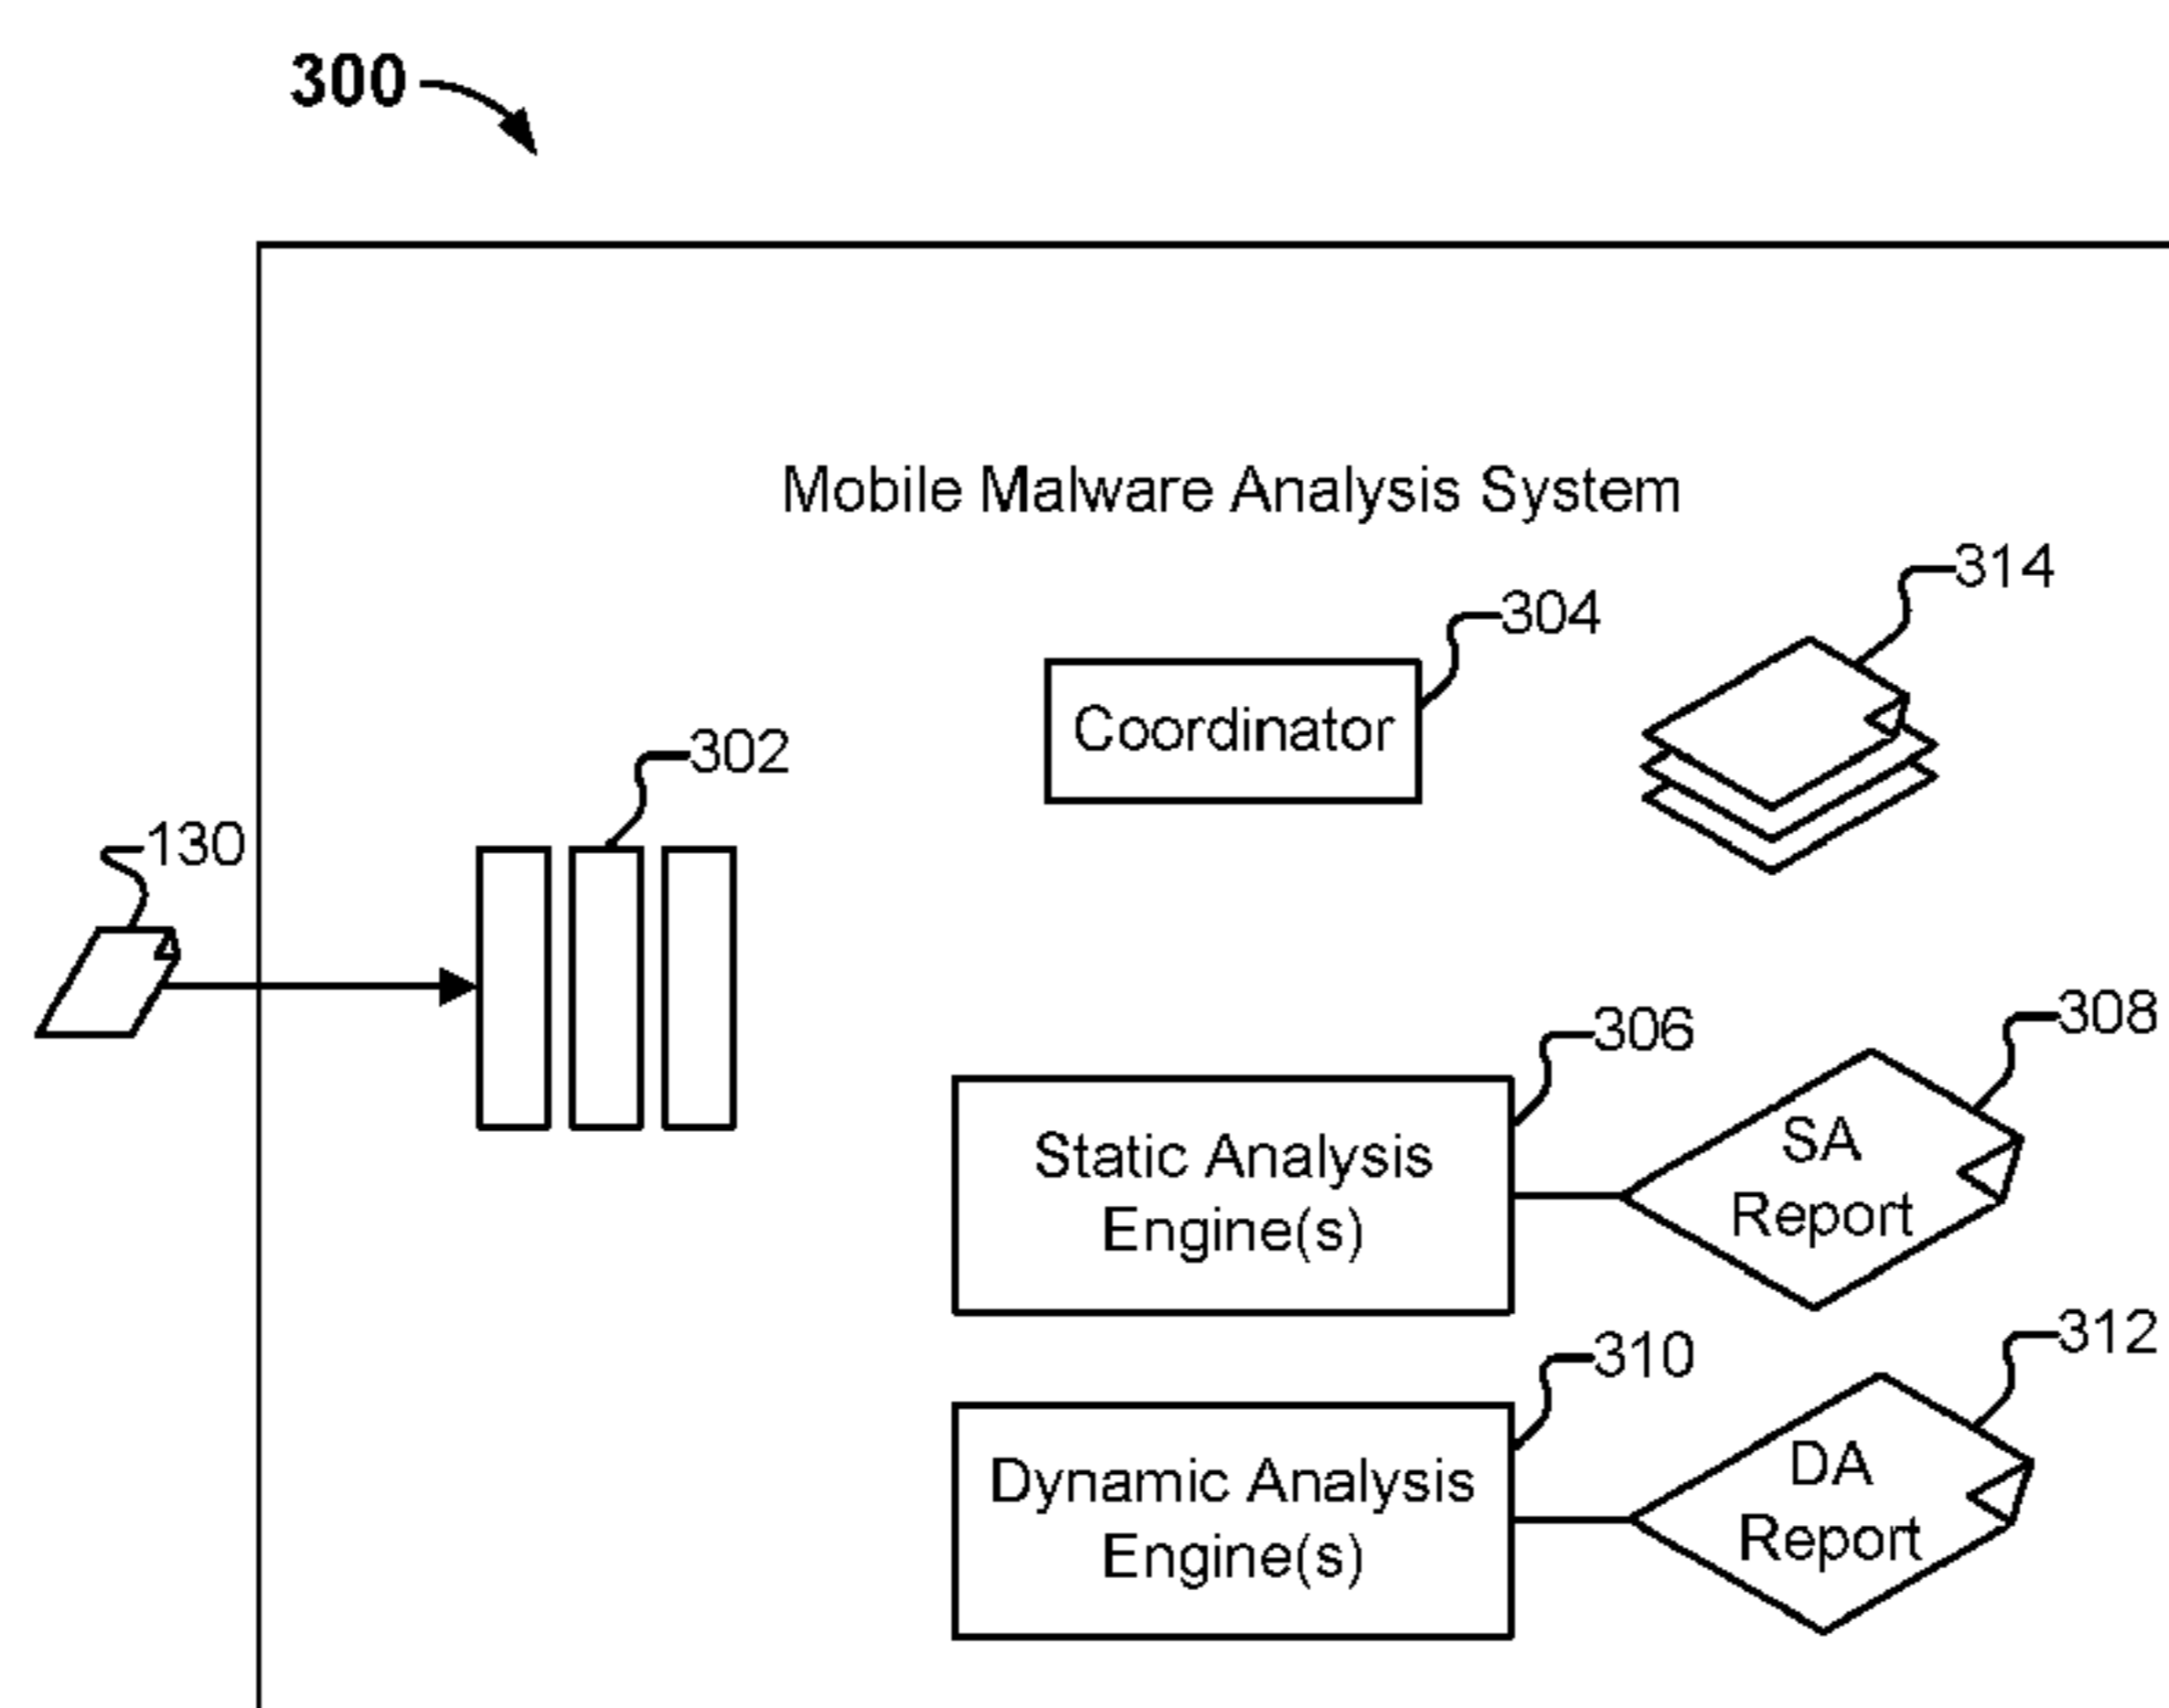 300
Mobile Malware Analysis System
314
304
Coordinator
302
130
306
308
Static Analysis
Engine(s)
SA
Report
310
312
Dynamic Analysis
Engine(s)
DA
Report